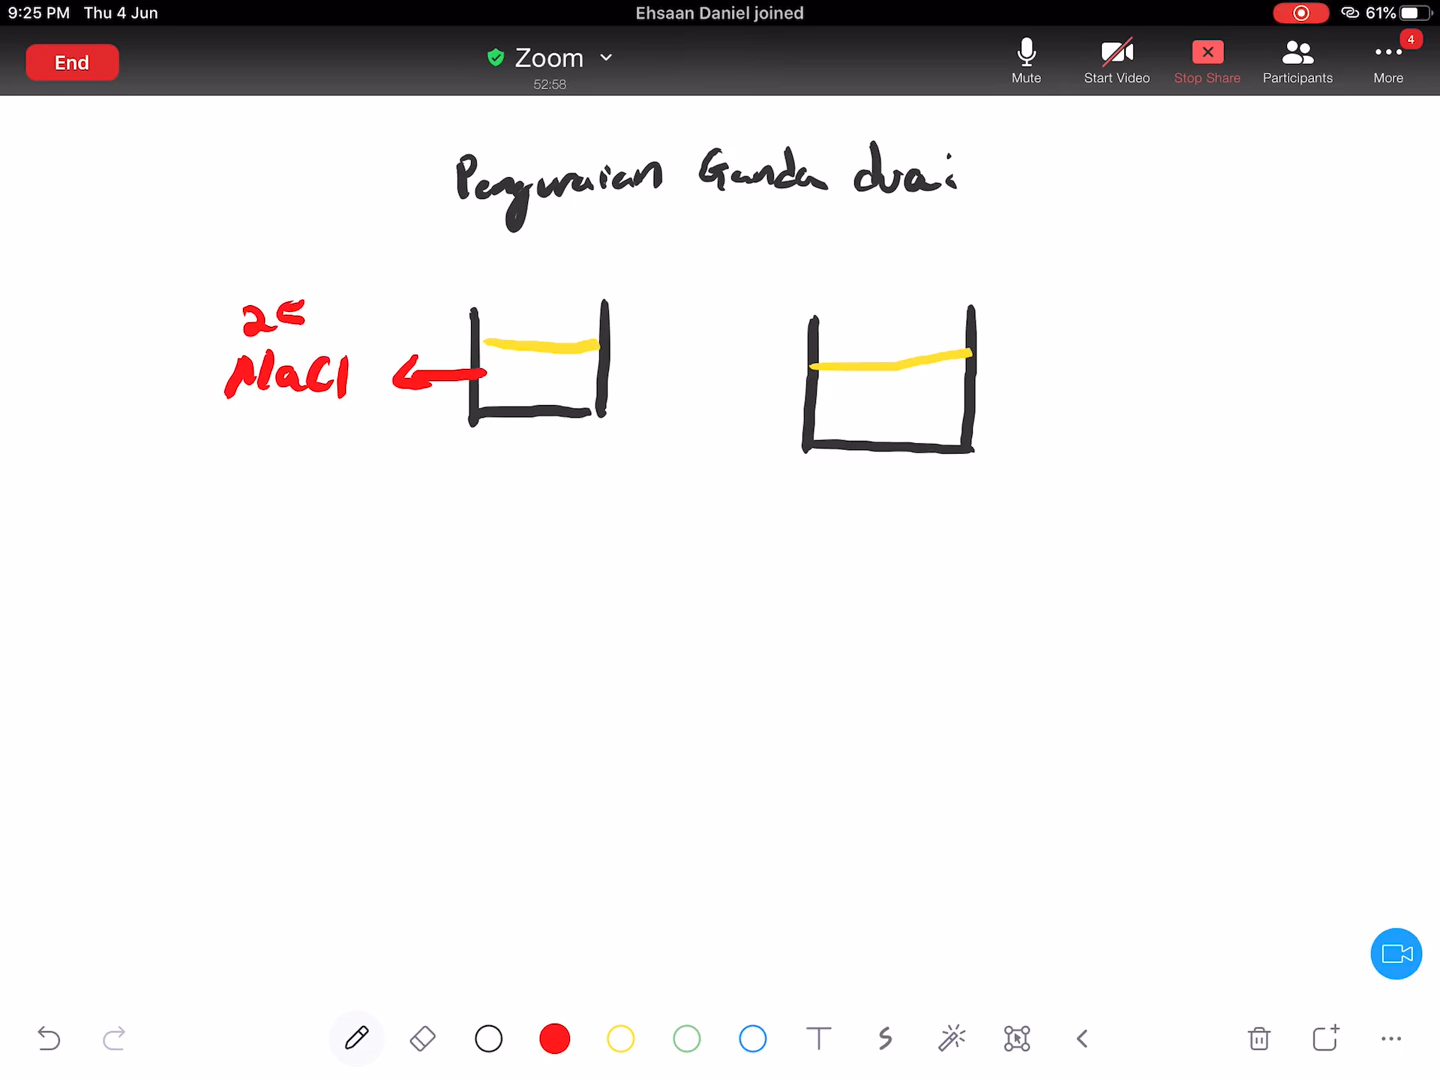 9:25 PM Thu 4 Jun
Ehsaan Daniel joined
61%
End
Zoom
52:58
Mute
Start Video
Stop Share
Participants
4
More
Penguraian Ganda dua
NaCl
T